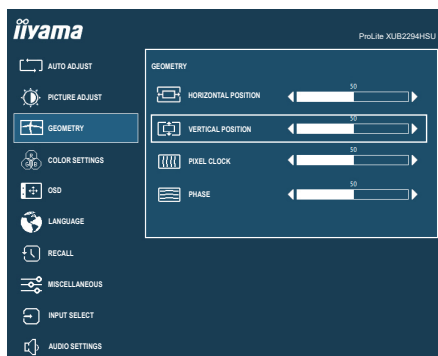 iiyama
ProLite XUB2294HSU
AUTO ADJUST
PICTURE ADJUST
GEOMETRY
COLOR SETTINGS
R
G B
OSD
LANGUAGE
RECALL
MISCELLANEOUS
INPUT SELECT
AUDIO SETTINGS
GEOMETRY
HORIZONTAL POSITION
50
VERTICAL POSITION
50
PIXEL CLOCK
50
PHASE
50